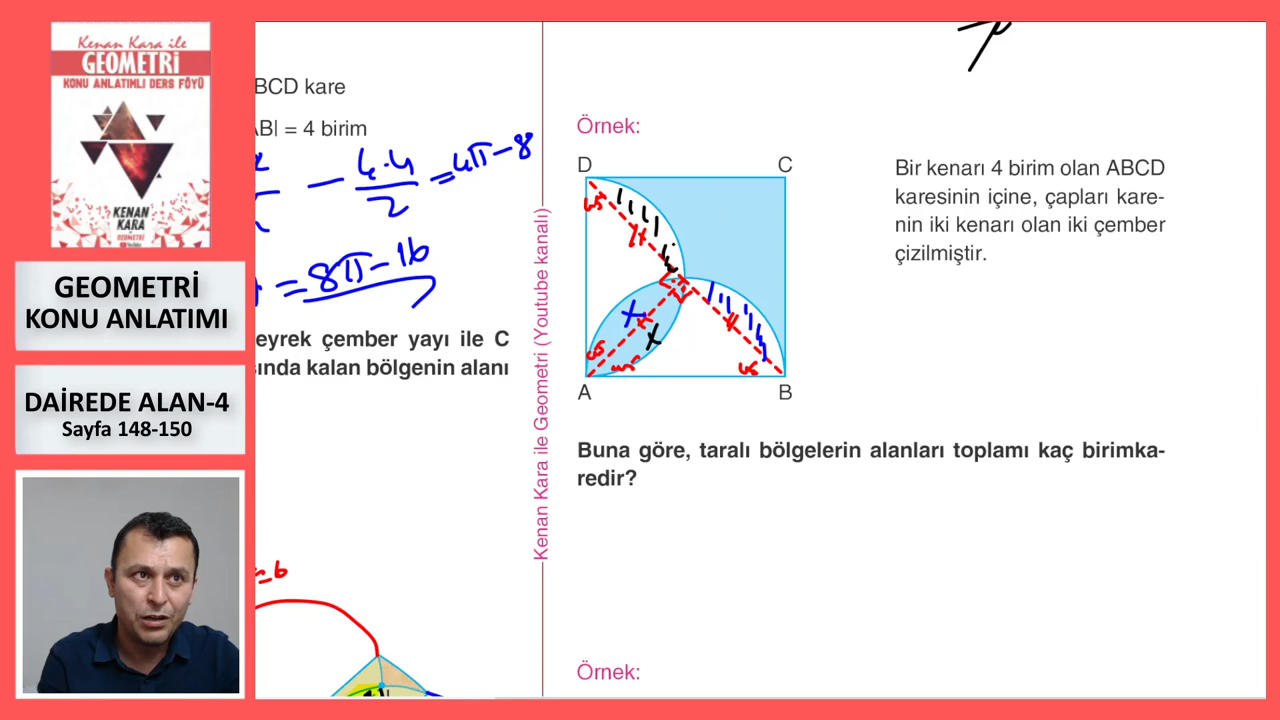 Kenan Kara ile
GEOMETRİ
KONU ANLATIMLI DERS FÖYÜ
KENAN
KARA
GEOMETRİ KONU ANLATIMI
DAİREDE ALAN-4
Sayfa 148-150
BCD kare
AB| = 4 birim
− 4.4/2 = 4π−8
= 8π−16
eyrek çember yayı ile C
sında kalan bölgenin alanı
=6
Kenan Kara ile Geometri (Youtube kanalı)
Örnek:
D C
45
x x
45 45 45
A B
Bir kenarı 4 birim olan ABCD
karesinin içine, çapları kare-
nin iki kenarı olan iki çember
çizilmiştir.
Buna göre, taralı bölgelerin alanları toplamı kaç birimka-
redir?
Örnek: